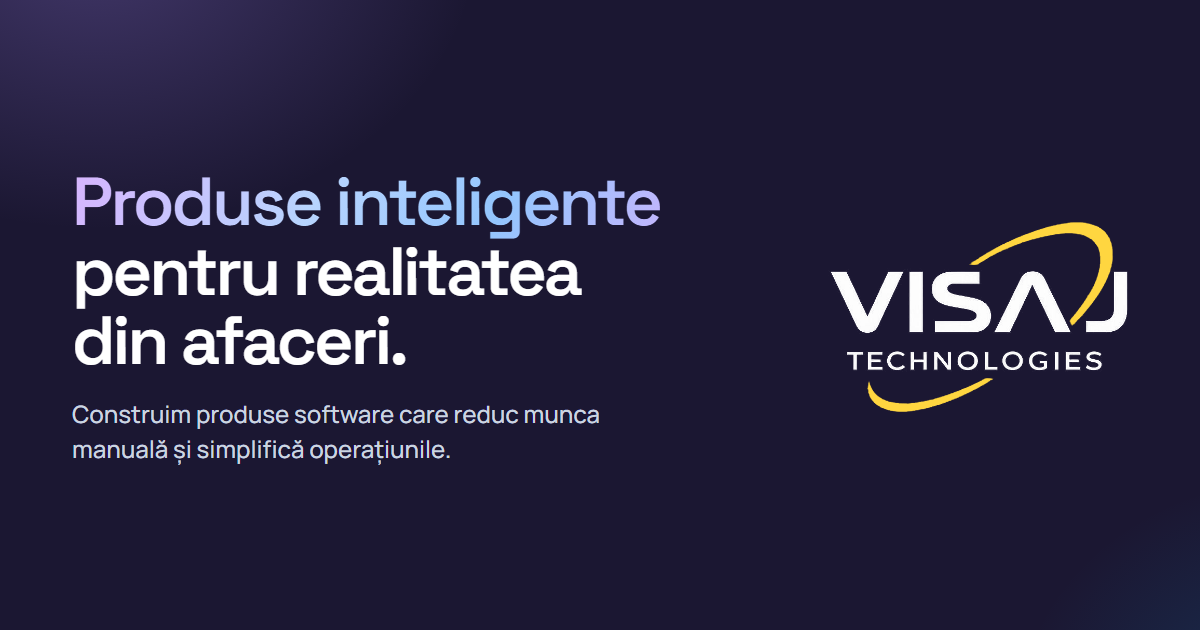 Produse inteligente
pentru realitatea
din afaceri.
Construim produse software care reduc munca
manuală și simplifică operațiunile.
VISAJ
TECHNOLOGIES